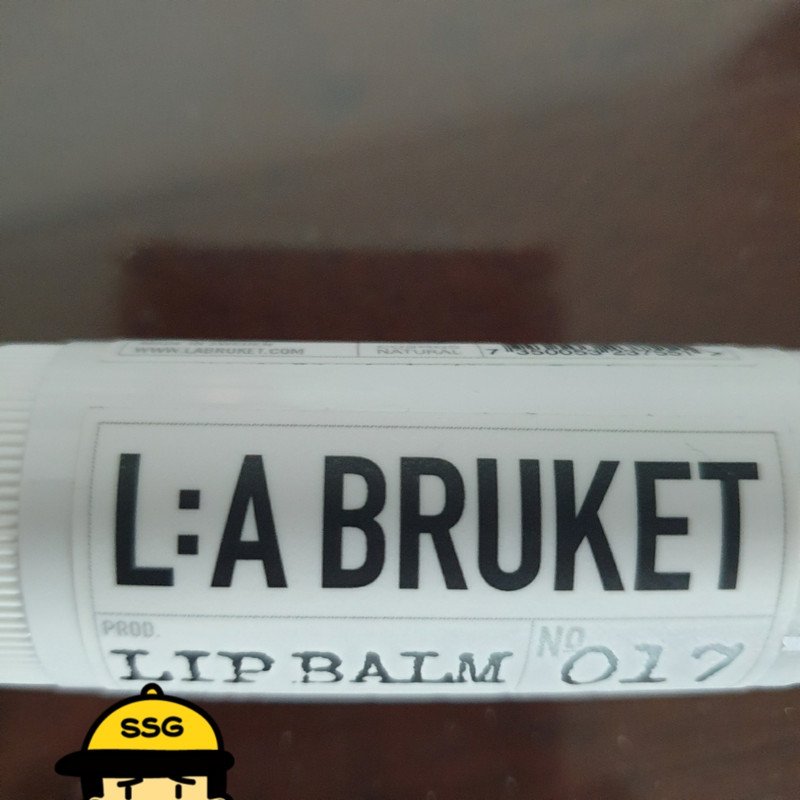 WWW.LABRUKET.COM
NATURAL
L:A BRUKET
PROD.
LIP BALM
NO
017
SSG